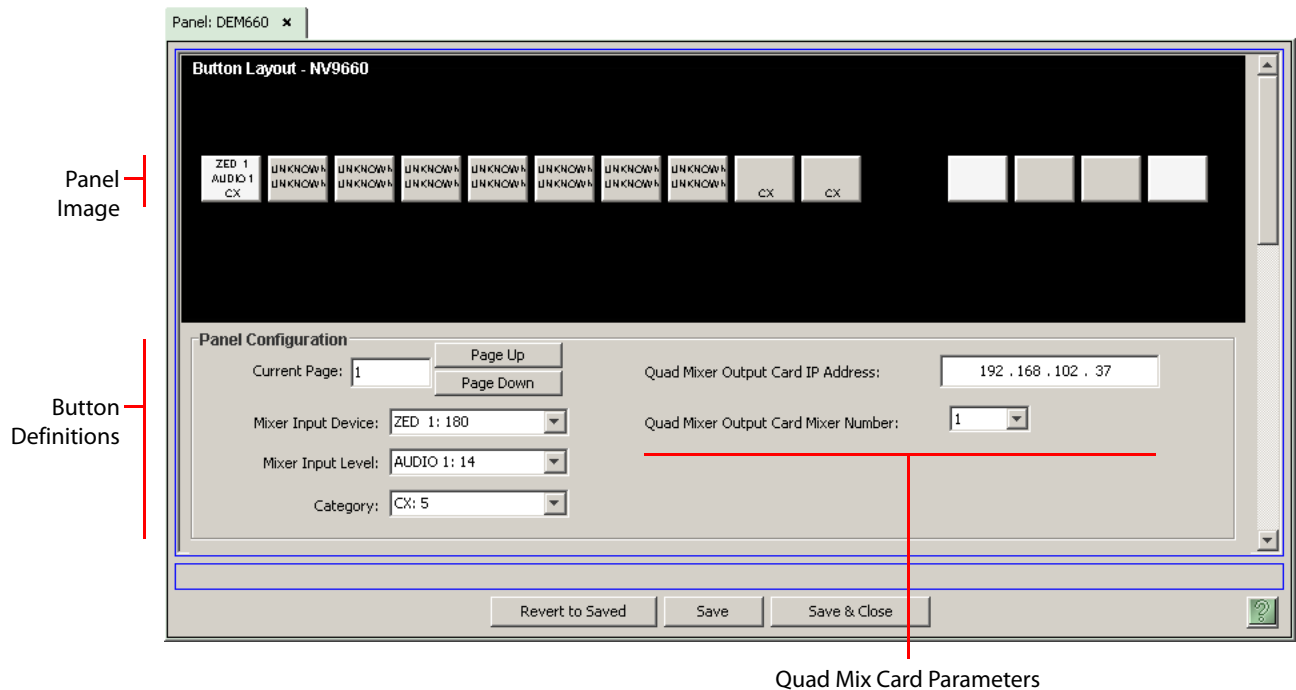 Panel: DEM660 ×
Button Layout - NV9660
ZED 1
AUDIO 1
CX
UNKNOWN
UNKNOWN
UNKNOWN
UNKNOWN
UNKNOWN
UNKNOWN
UNKNOWN
UNKNOWN
UNKNOWN
UNKNOWN
UNKNOWN
UNKNOWN
UNKNOWN
UNKNOWN
CX
CX
Panel
Image
Panel Configuration
Current Page: 1
Page Up
Page Down
Quad Mixer Output Card IP Address: 192 . 168 . 102 . 37
Button
Definitions
Mixer Input Device: ZED 1: 180
Quad Mixer Output Card Mixer Number: 1
Mixer Input Level: AUDIO 1: 14
Category: CX: 5
Revert to Saved
Save
Save & Close
?
Quad Mix Card Parameters